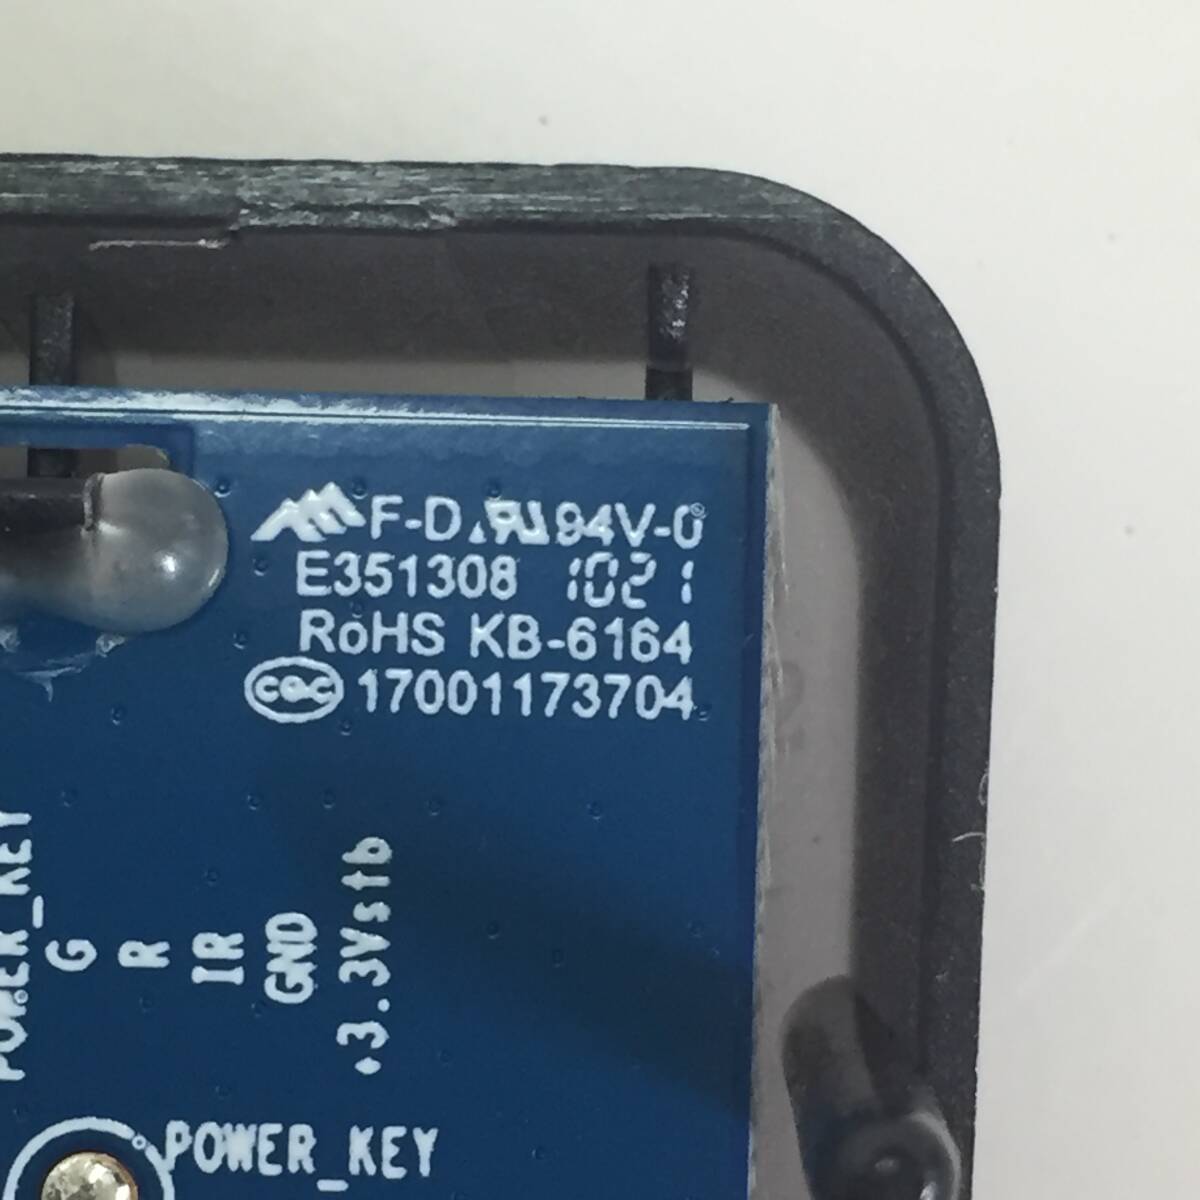 F-D 94V-0
E351308 1021
RoHS KB-6164
CQC 17001173704
POWER_KEY
G
R
IR
GND
+3.3Vstb
POWER_KEY